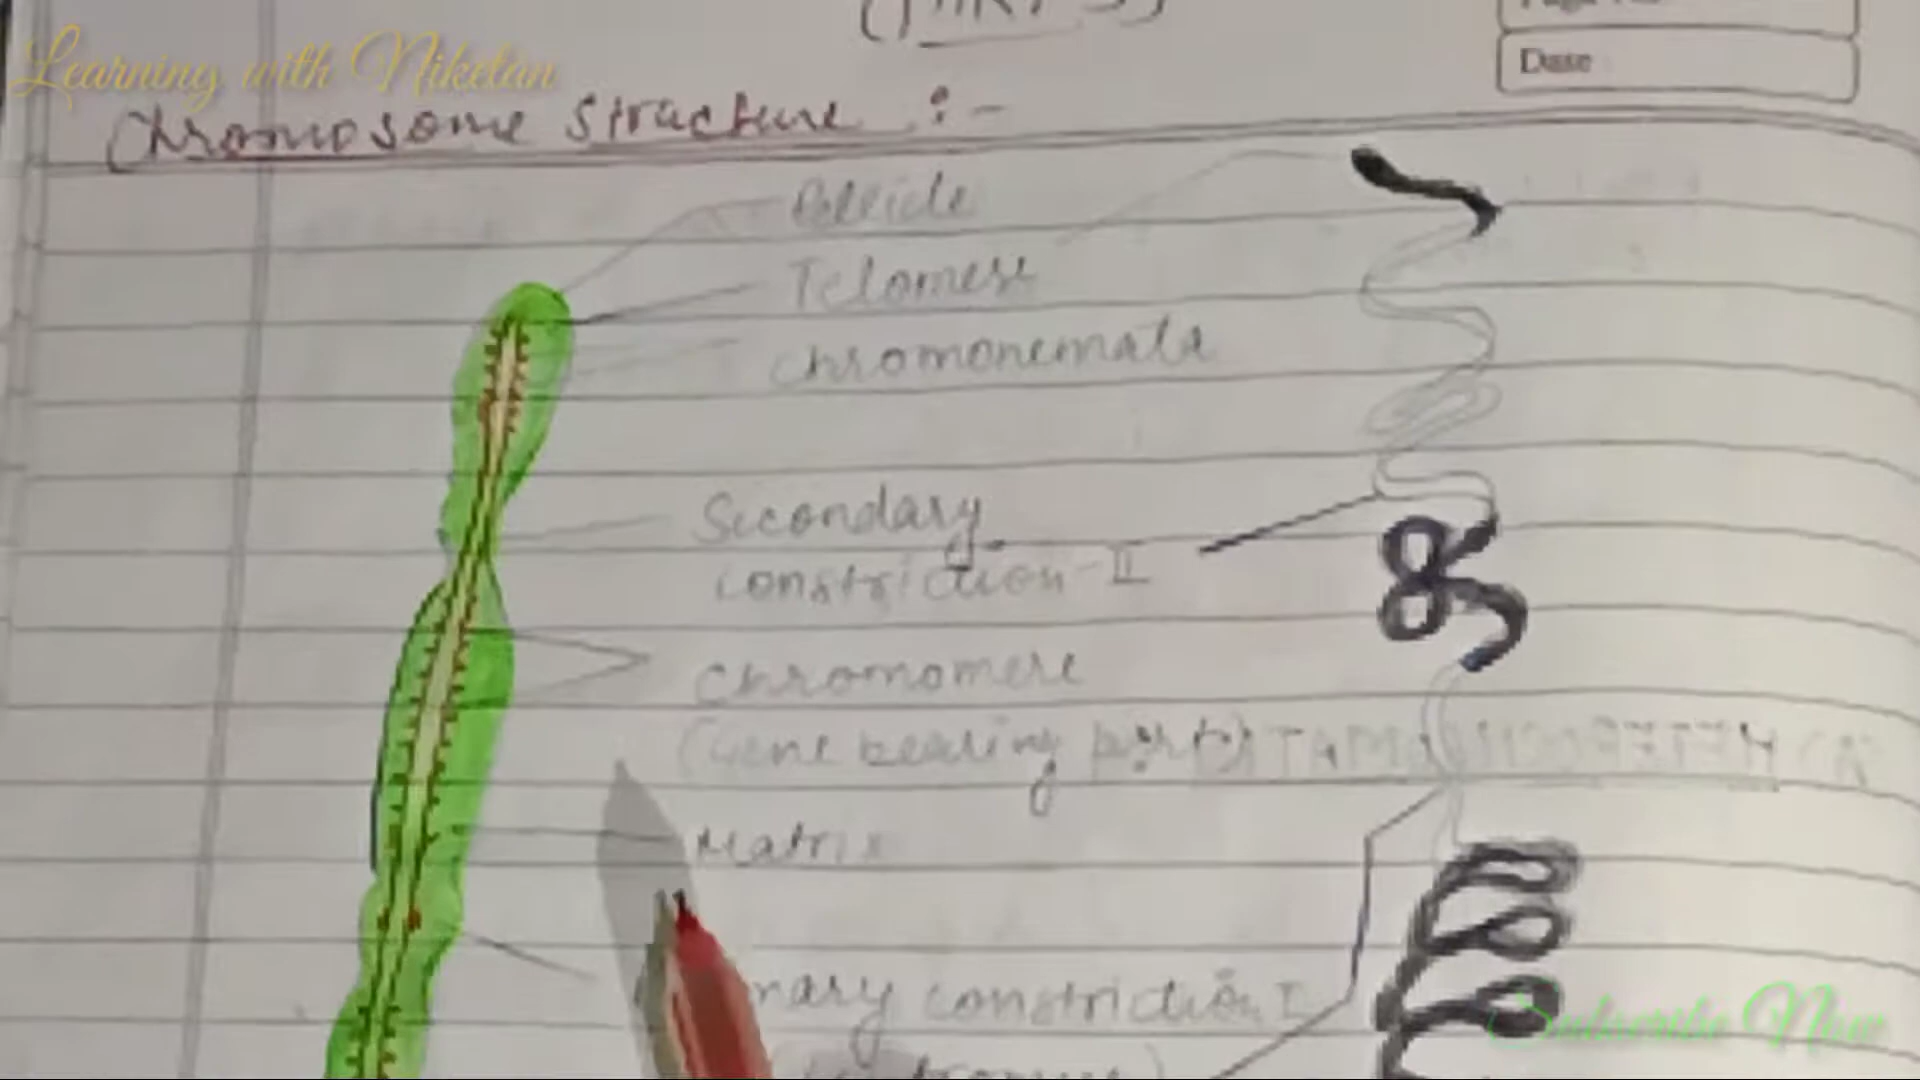 Learning with Niketan
Date
Chromosome Structure :-
Pellicle
Telomere
Chromonemata
Secondary
constriction-II
Chromomere
(Gene bearing part)
Matrix
constriction I
Subscribe Now